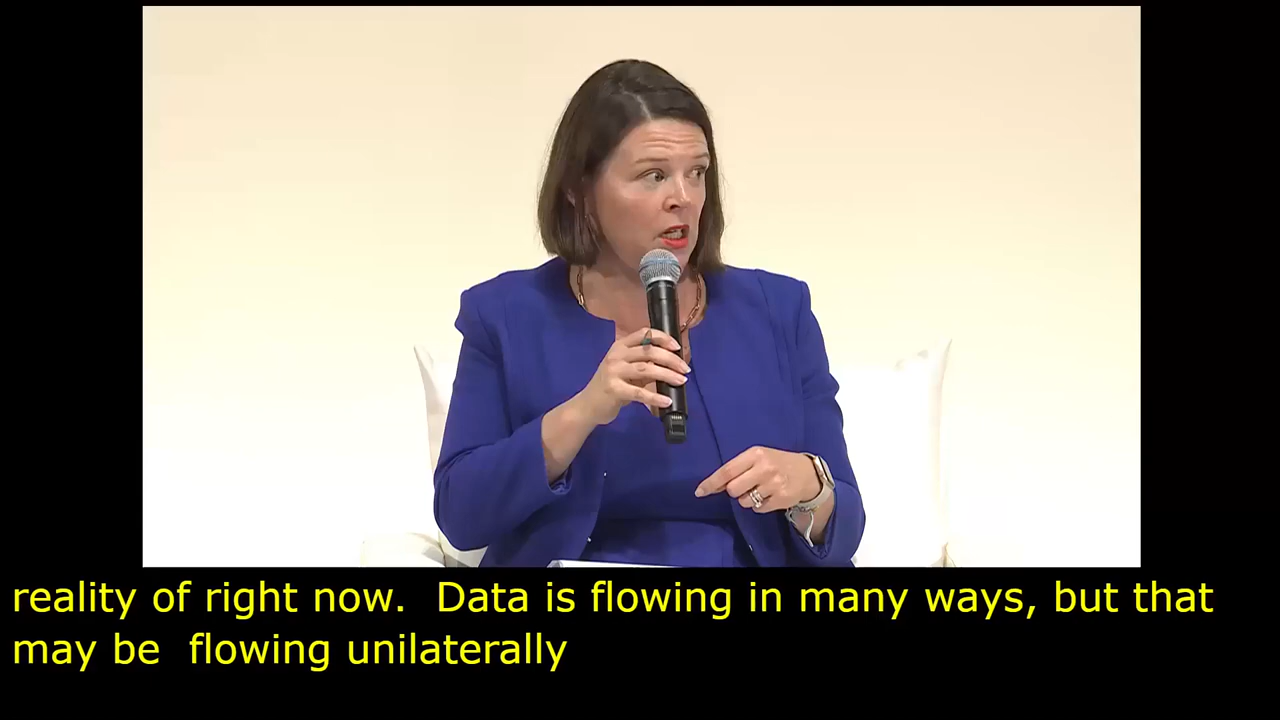 reality of right now.  Data is flowing in many ways, but that
may be  flowing unilaterally